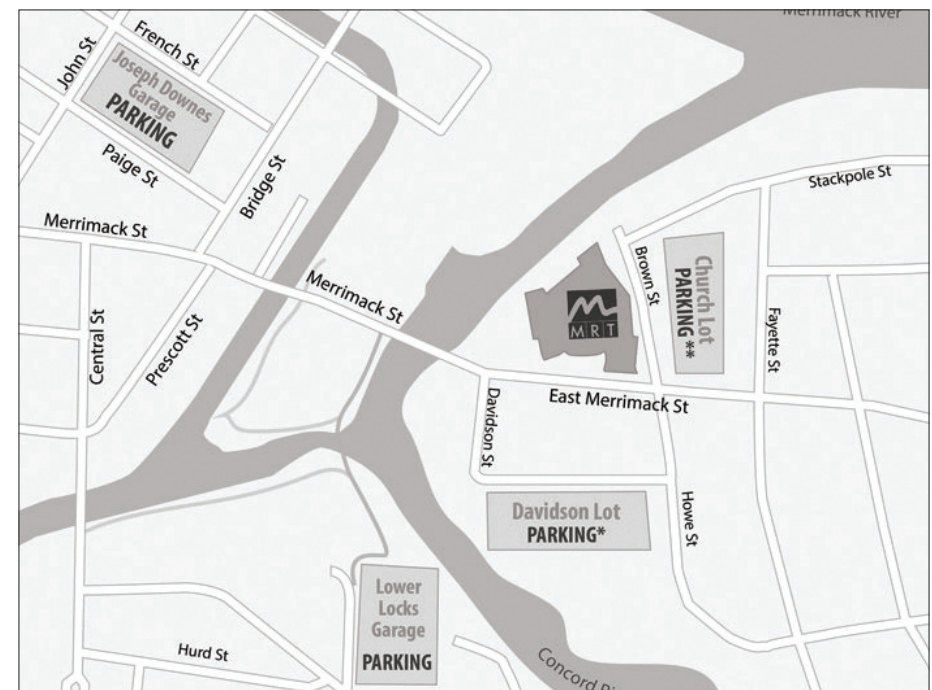 Merrimack River
French St
John St
Joseph Downes
Garage
PARKING
Paige St
Bridge St
Stackpole St
Merrimack St
Brown St
Church Lot
PARKING **
Merrimack St
M R T
Central St
Prescott St
Fayette St
East Merrimack St
Davidson St
Davidson Lot
PARKING*
Howe St
Lower
Locks
Garage
PARKING
Hurd St
Concord